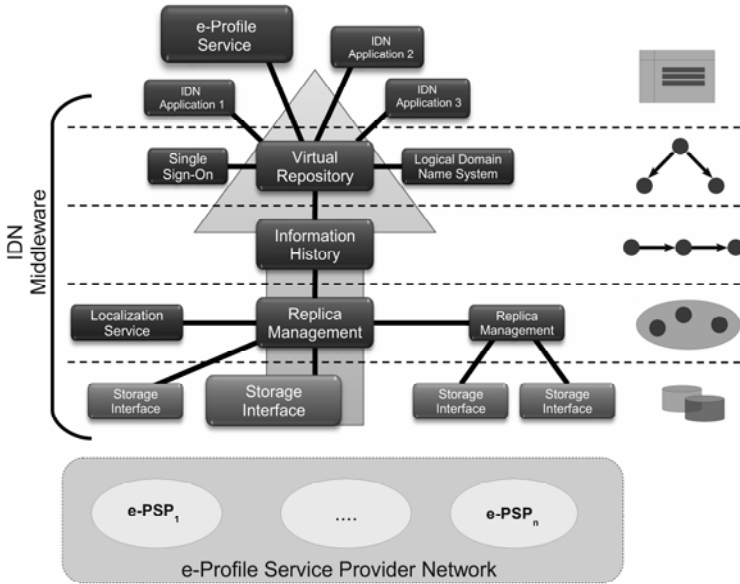 e-Profile
Service
IDN
Application 2
IDN
Application 1
IDN
Application 3
Single
Sign-On
Virtual
Repository
Logical Domain
Name System
IDN
Middleware
Information
History
Localization
Service
Replica
Management
Replica
Management
Storage
Interface
Storage
Interface
Storage
Interface
Storage
Interface
e-PSP1
....
e-PSPn
e-Profile Service Provider Network